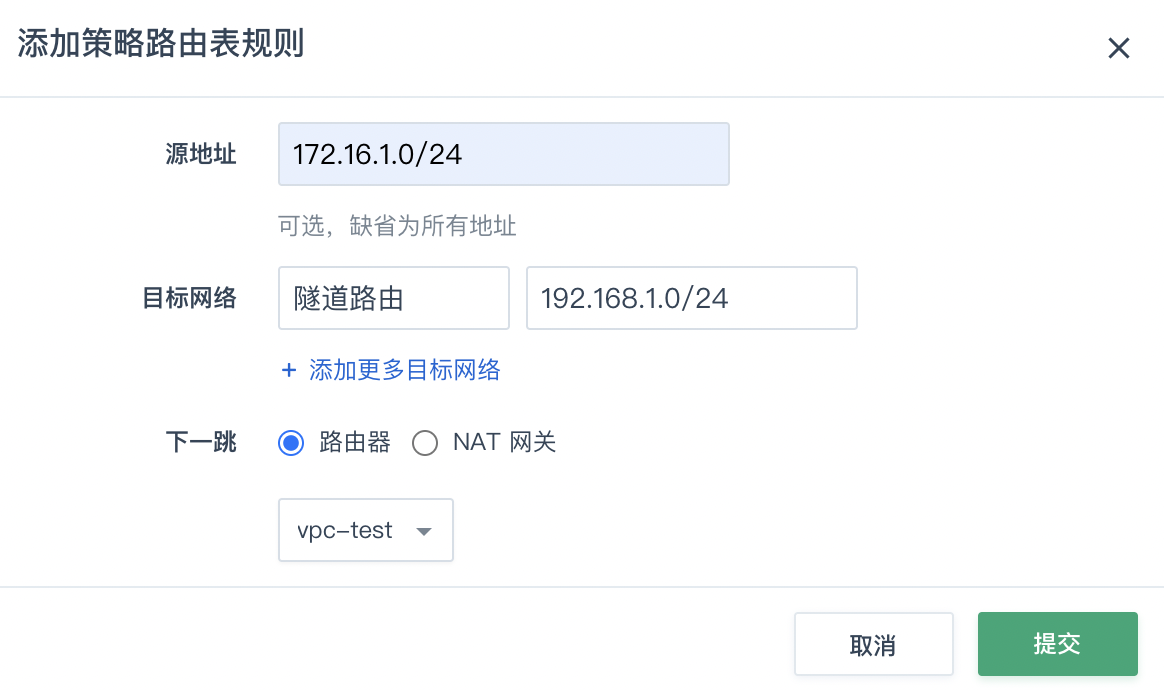 添加策略路由表规则
源地址 172.16.1.0/24
可选，缺省为所有地址
目标网络 隧道路由 192.168.1.0/24
+ 添加更多目标网络
下一跳 路由器 NAT 网关
vpc-test
取消 提交